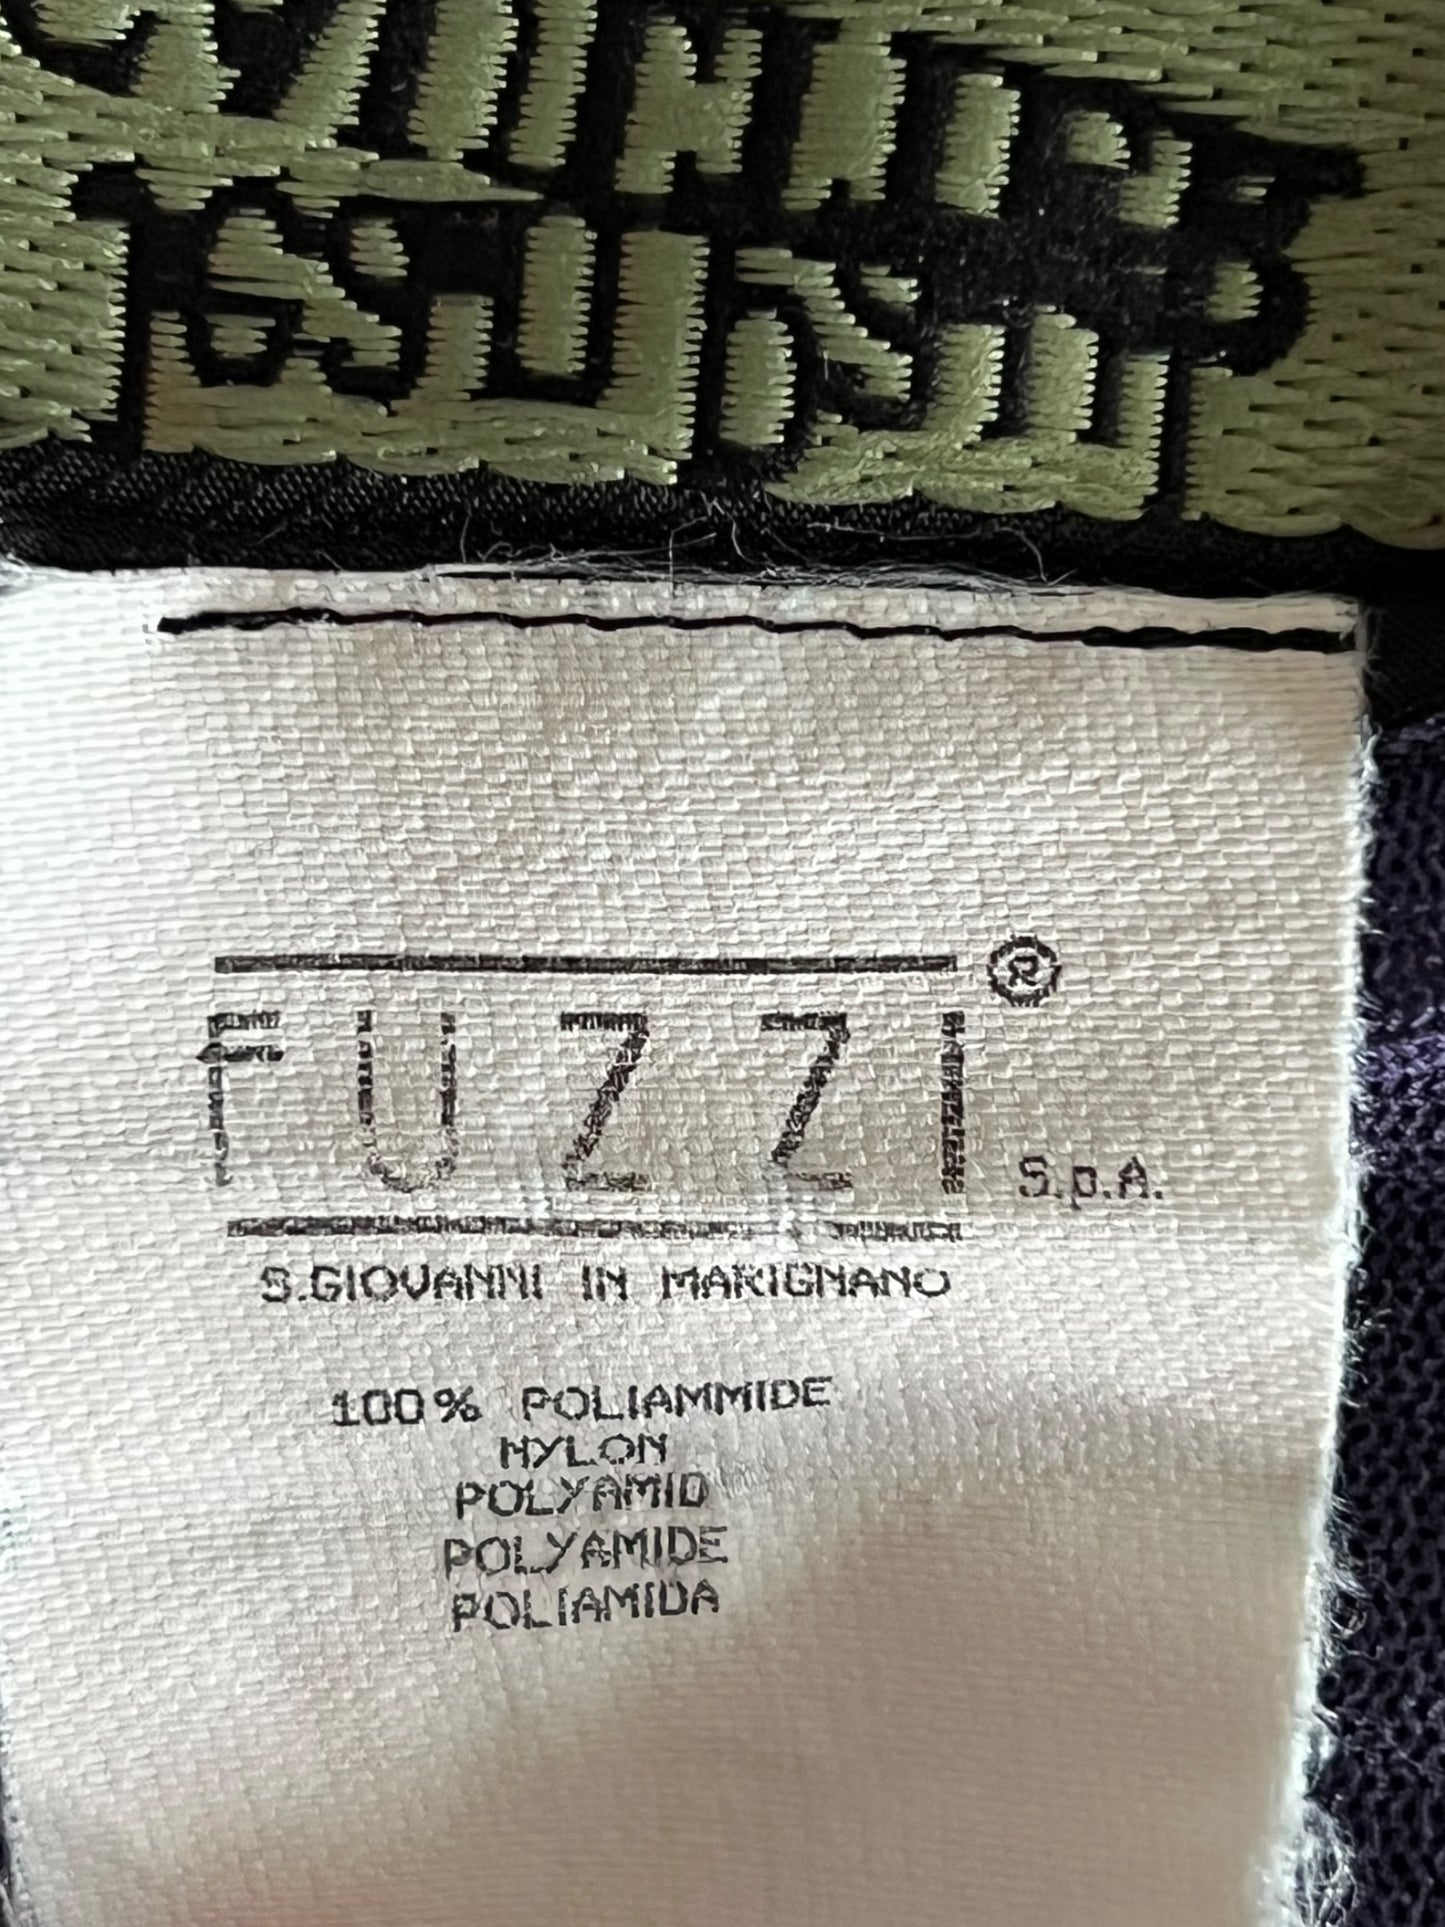 FUZZI®
S.p.A.
S.GIOVANNI IN MARIGNANO
100% POLIAMMIDE
NYLON
POLYAMID
POLYAMIDE
POLIAMIDA